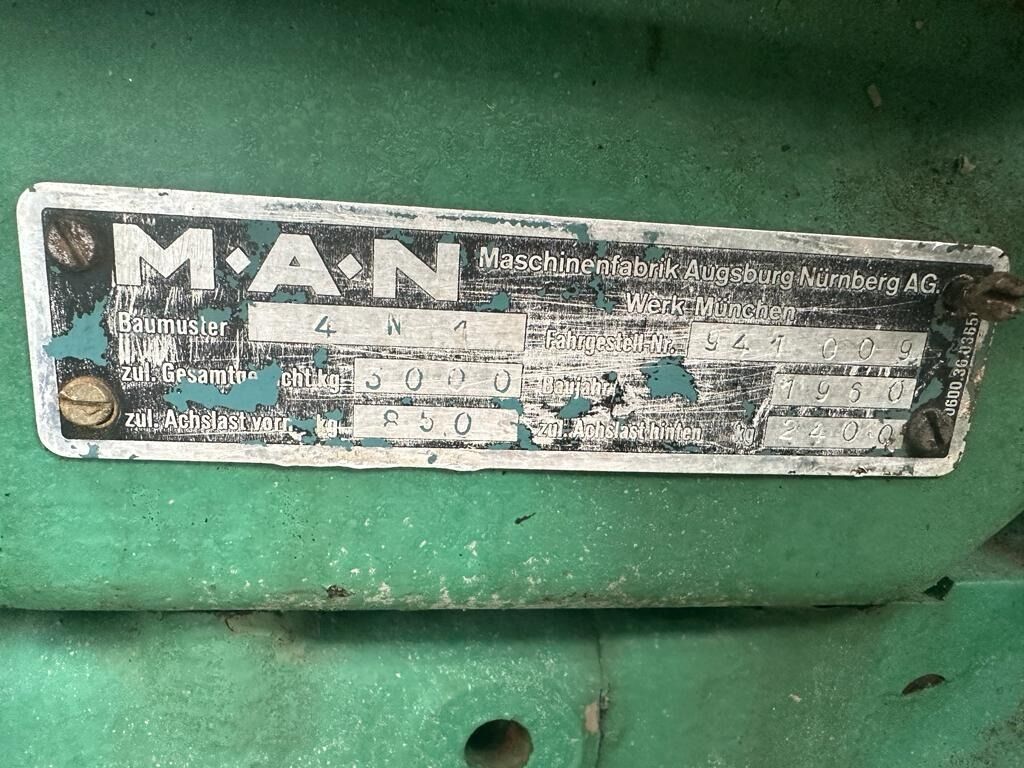 M·A·N Maschinenfabrik Augsburg Nürnberg AG.
Werk München
Baumuster 4 N 1 Fahrgestell-Nr. 941 009
zul. kg 3000 Baujahr 1960
zul. Achslast vorn kg 850 zul. Achslast hinten kg 2400